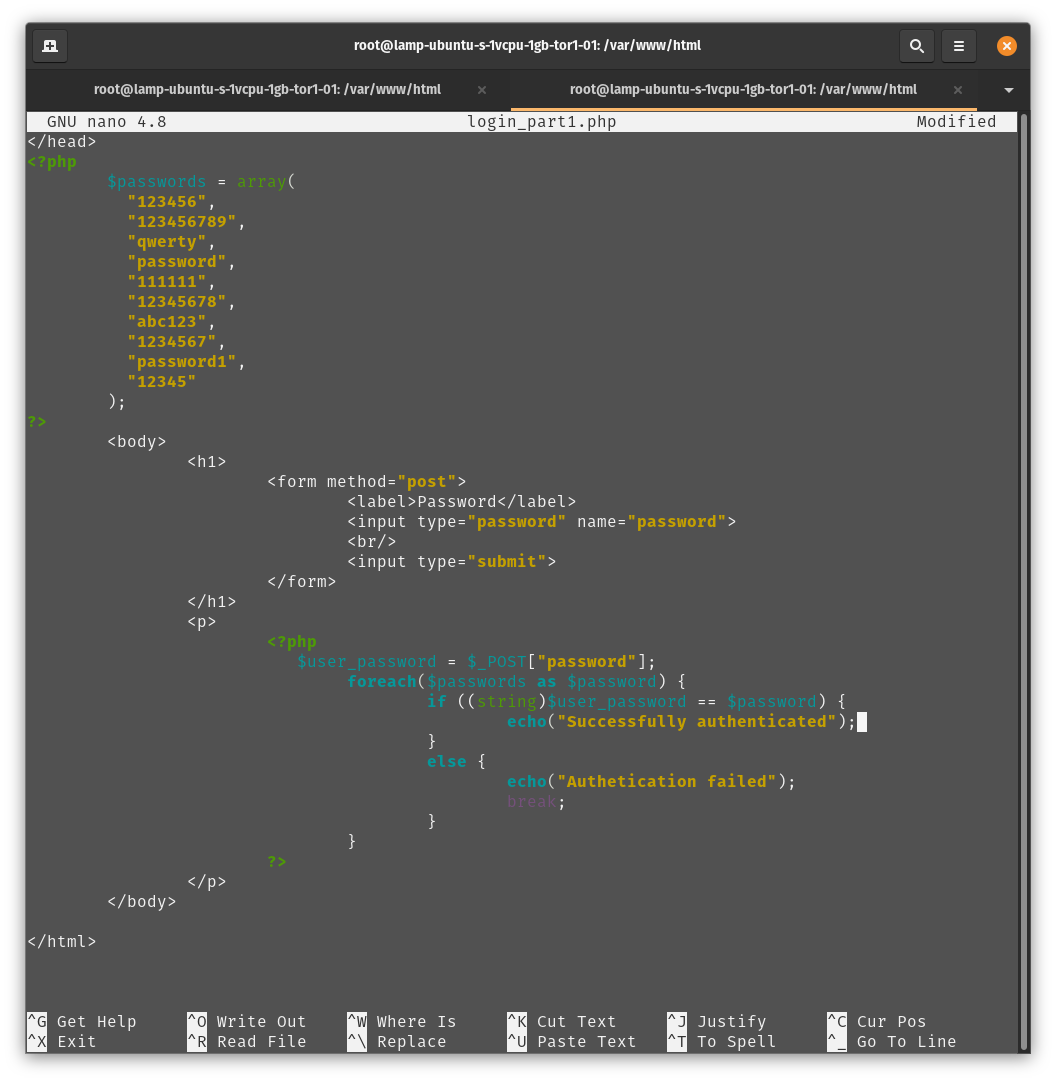 root@lamp-ubuntu-s-1vcpu-1gb-tor1-01: /var/www/html
root@lamp-ubuntu-s-1vcpu-1gb-tor1-01: /var/www/html × root@lamp-ubuntu-s-1vcpu-1gb-tor1-01: /var/www/html ×
GNU nano 4.8 login_part1.php Modified
</head>
<?php
        $passwords = array(
          "123456",
          "123456789",
          "qwerty",
          "password",
          "111111",
          "12345678",
          "abc123",
          "1234567",
          "password1",
          "12345"
        );
?>
        <body>
                <h1>
                        <form method="post">
                                <label>Password</label>
                                <input type="password" name="password">
                                <br/>
                                <input type="submit">
                        </form>
                </h1>
                <p>
                        <?php
                           $user_password = $_POST["password"];
                                foreach($passwords as $password) {
                                        if ((string)$user_password == $password) {
                                                echo("Successfully authenticated");
                                        }
                                        else {
                                                echo("Authetication failed");
                                                break;
                                        }
                                }
                        ?>
                </p>
        </body>
</html>
^G Get Help ^O Write Out ^W Where Is ^K Cut Text ^J Justify ^C Cur Pos
^X Exit ^R Read File ^\ Replace ^U Paste Text ^T To Spell ^_ Go To Line